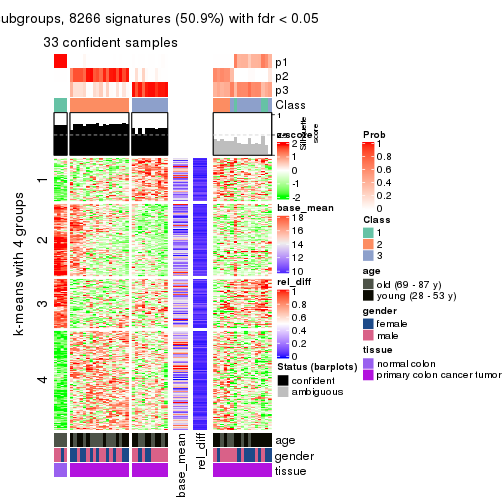 ubgroups, 8266 signatures (50.9%) with fdr < 0.05
33 confident samples
p1
p2
p3
Class
1
Silhouette
score
k-means with 4 groups
1
2
3
4
2
1
0
-1
-2
base_mean
18
16
14
12
10
rel_diff
1
0.8
0.6
0.4
0.2
0
Status (barplots)
confident
ambiguous
Prob
1
0.8
0.6
0.4
0.2
0
Class
1
2
3
age
old (69 - 87 y)
young (28 - 53 y)
gender
female
male
tissue
normal colon
primary colon cancer tumor
age
gender
tissue
base_mean
rel_diff